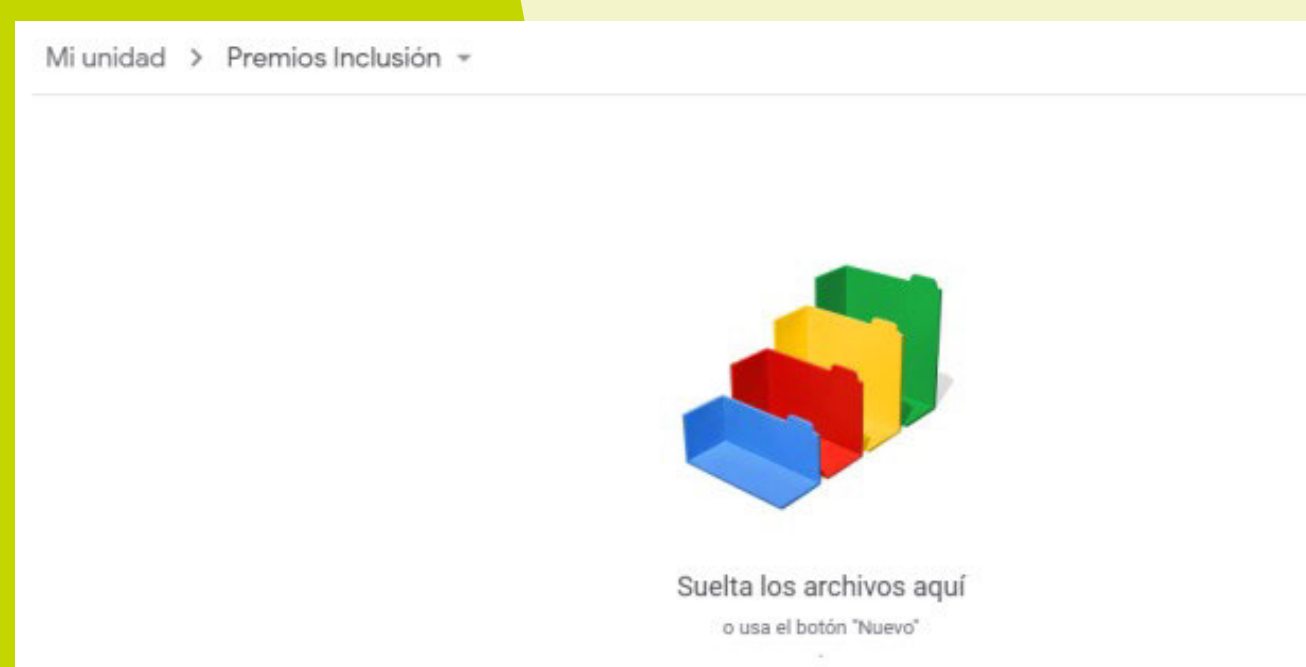 Mi unidad > Premios Inclusión
Suelta los archivos aquí
o usa el botón "Nuevo"